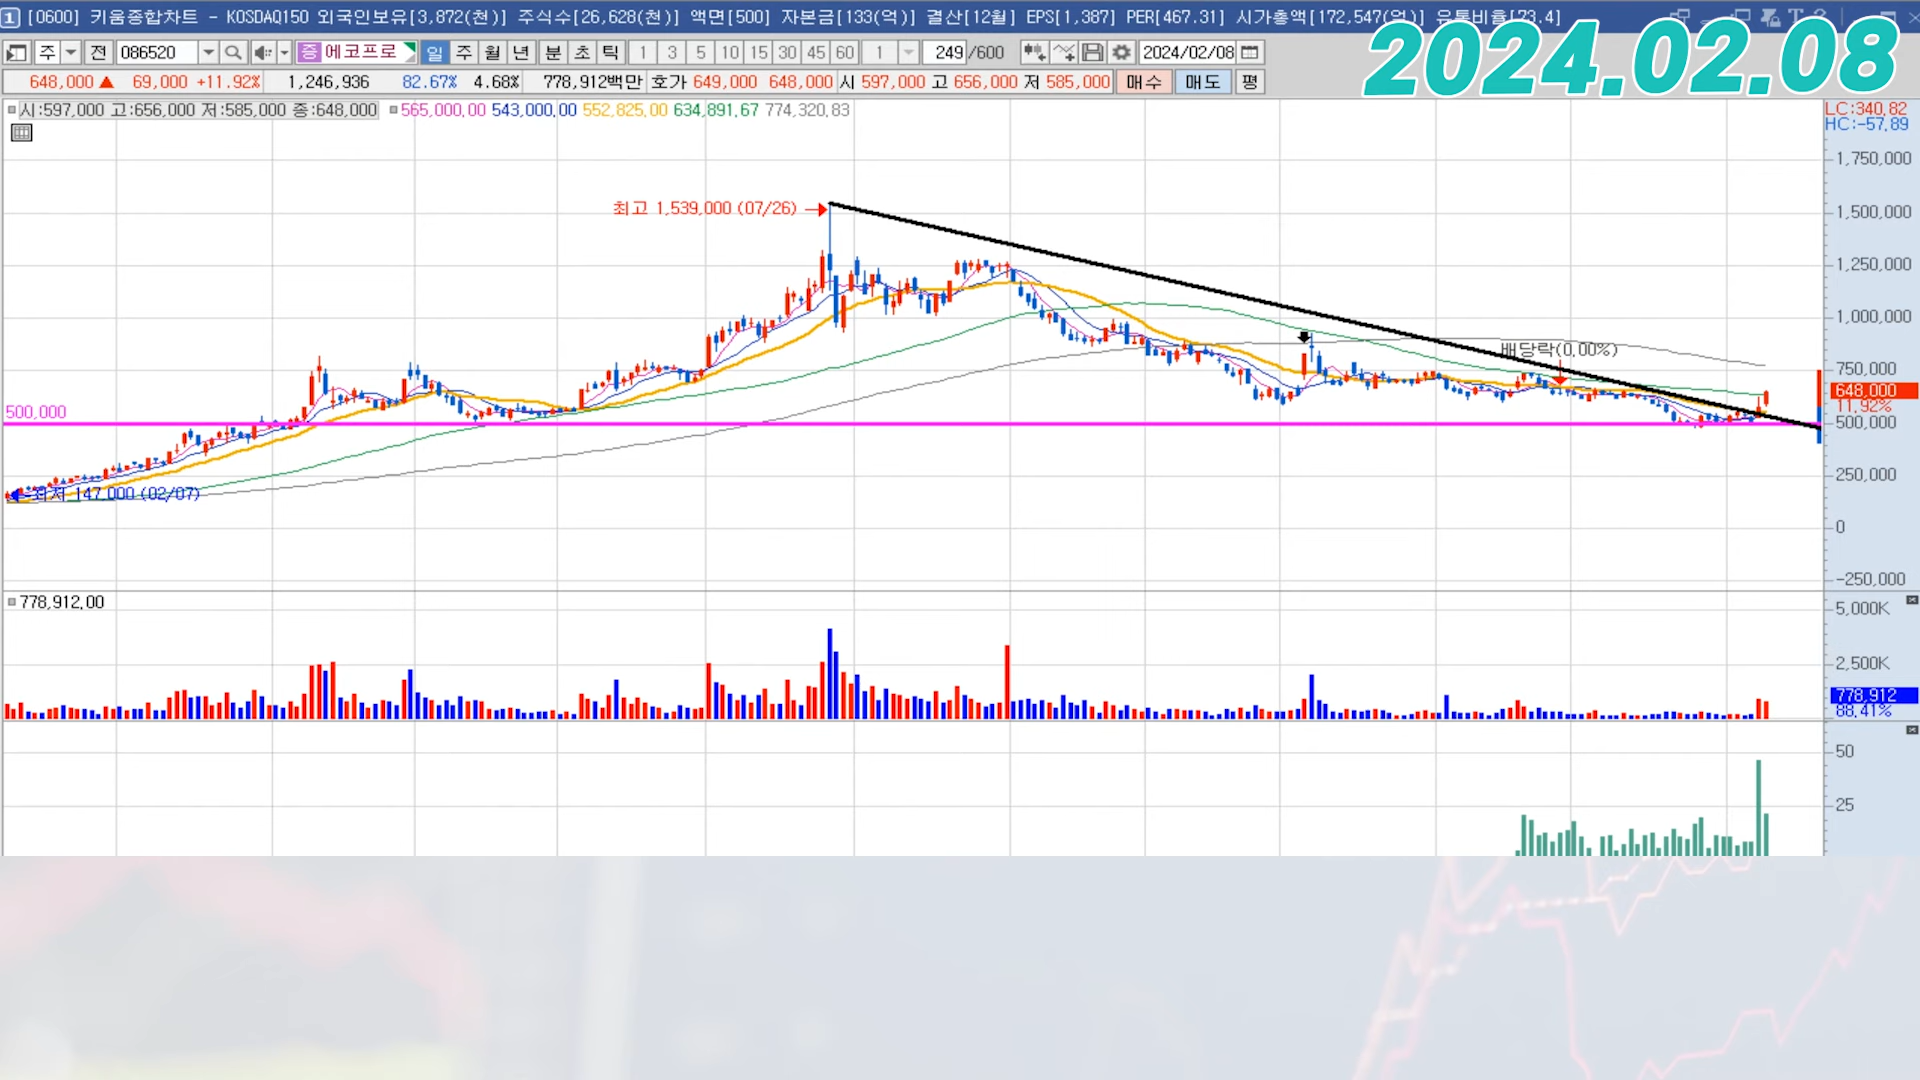 1 [0600] 키움종합차트 - KOSDAQ150 외국인보유[3,872(천)] 주식수[26,628(천)] 액면[500] 자본금[133(억)] 결산[12월] EPS[1,387] PER[467.31] 시가총액[172,547(억)] 유통비율[73.4]
2024.02.08
주 전 086520 증 에코프로 일 주 월 년 분 초 틱 1 3 5 10 15 30 45 60 1 249 /600 2024/02/08
648,000 ▲ 69,000 +11.92% 1,246,936 82.67% 4.68% 778,912백만 호가 649,000 648,000 시 597,000 고 656,000 저 585,000 매수 매도 평
시:597,000 고:656,000 저:585,000 종:648,000 565,000.00 543,000.00 552,825.00 634,891.67 774,320.83
LC:340.82
HC:-57.89
1,750,000
최고 1,539,000 (07/26)
1,500,000
1,250,000
1,000,000
배당락(0.00%)
750,000
648,000
11.92%
500,000
500,000
250,000
최저 147,000 (02/07)
0
-250,000
778,912.00
5,000K
2,500K
778,912
88.41%
50
25